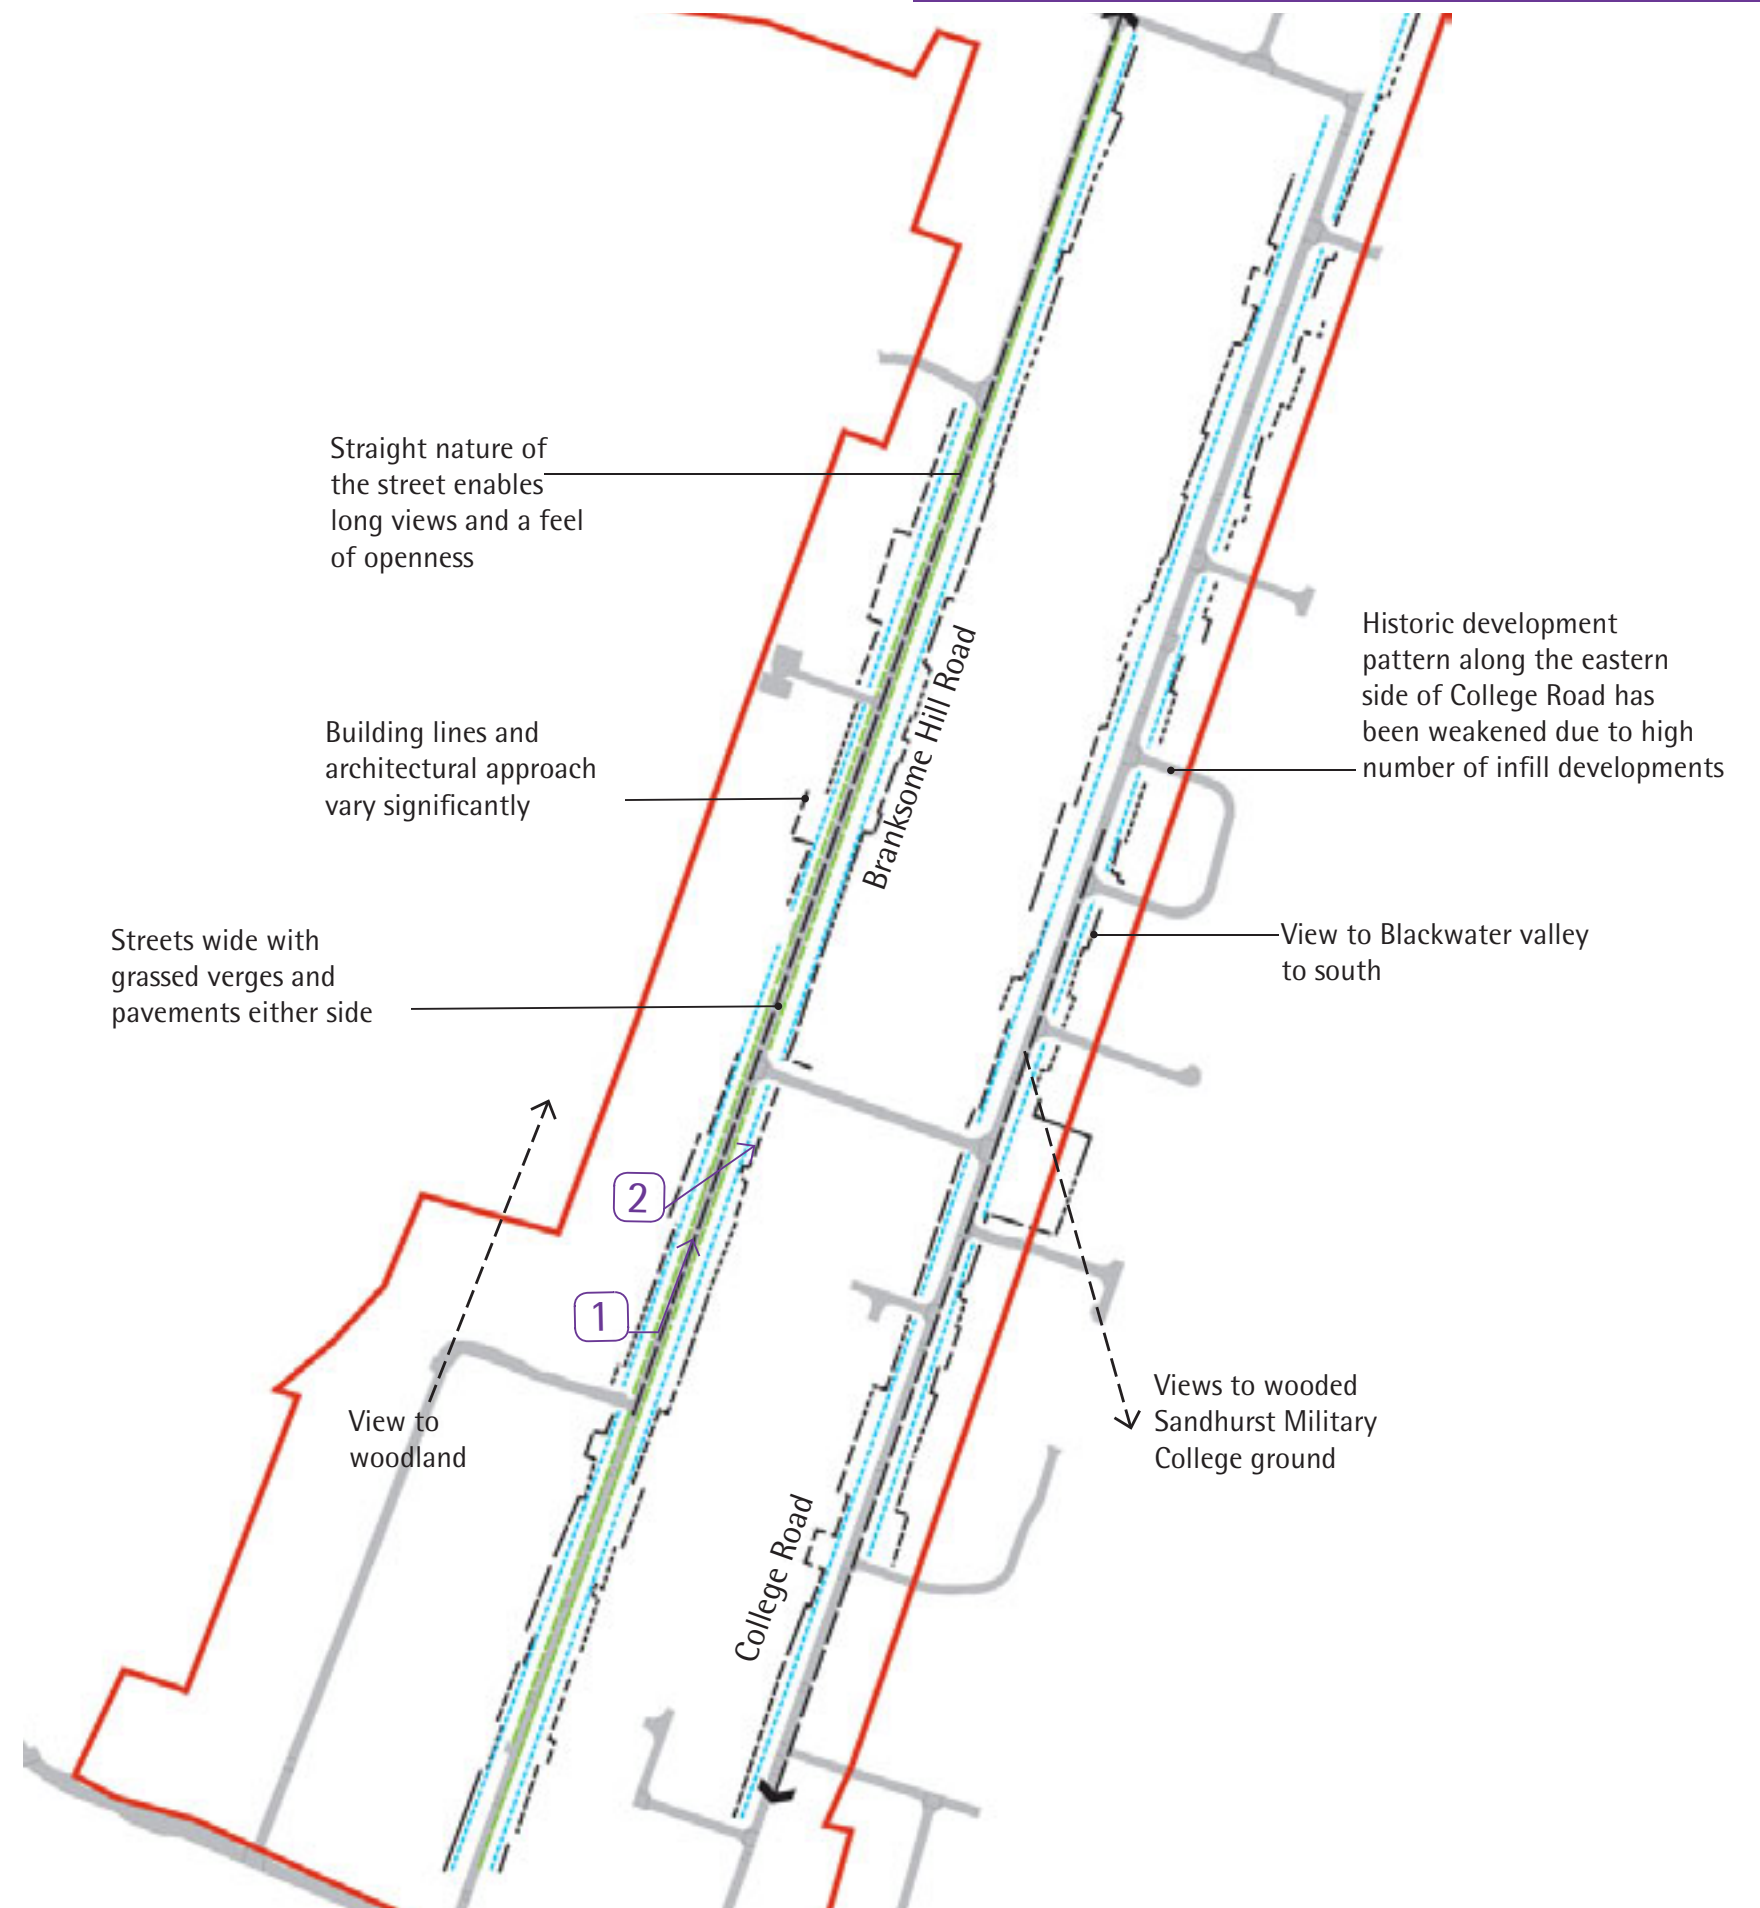 Straight nature of
the street enables
long views and a feel
of openness
Historic development
pattern along the eastern
side of College Road has
been weakened due to high
number of infill developments
Branksome Hill Road
Building lines and
architectural approach
vary significantly
Streets wide with
grassed verges and
pavements either side
View to Blackwater valley
to south
2
1
View to
woodland
Views to wooded
Sandhurst Military
College ground
College Road